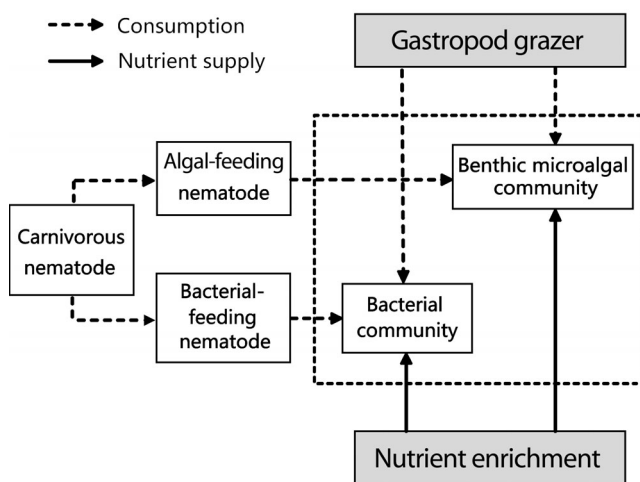 Consumption
Nutrient supply
Gastropod grazer
Algal-feeding
nematode
Benthic microalgal
community
Carnivorous
nematode
Bacterial-
feeding
nematode
Bacterial
community
Nutrient enrichment